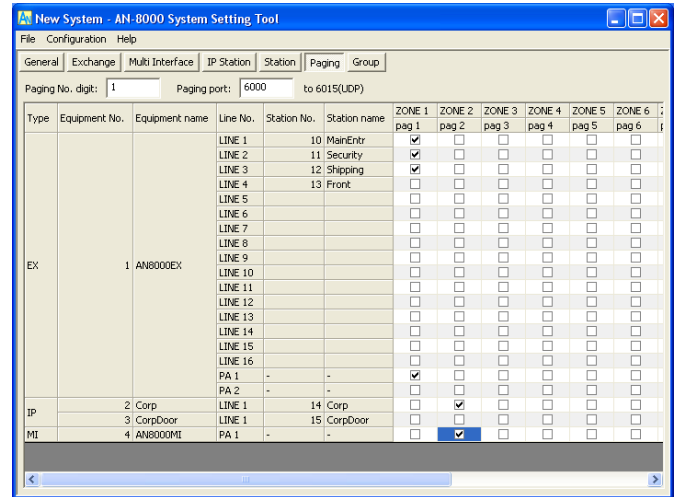 New System - AN-8000 System Setting Tool
File Configuration Help
General Exchange Multi Interface IP Station Station Paging Group
Paging No. digit: 1 Paging port: 6000 to 6015(UDP)
Type Equipment No. Equipment name Line No. Station No. Station name ZONE 1 ZONE 2 ZONE 3 ZONE 4 ZONE 5 ZONE 6
pag 1 pag 2 pag 3 pag 4 pag 5 pag 6
LINE 1 10 MainEntr
LINE 2 11 Security
LINE 3 12 Shipping
LINE 4 13 Front
LINE 5
LINE 6
LINE 7
LINE 8
EX 1 AN8000EX LINE 9
LINE 10
LINE 11
LINE 12
LINE 13
LINE 14
LINE 15
LINE 16
PA 1 - -
PA 2 - -
IP 2 Corp LINE 1 14 Corp
3 CorpDoor LINE 1 15 CorpDoor
MI 4 AN8000MI PA 1 - -